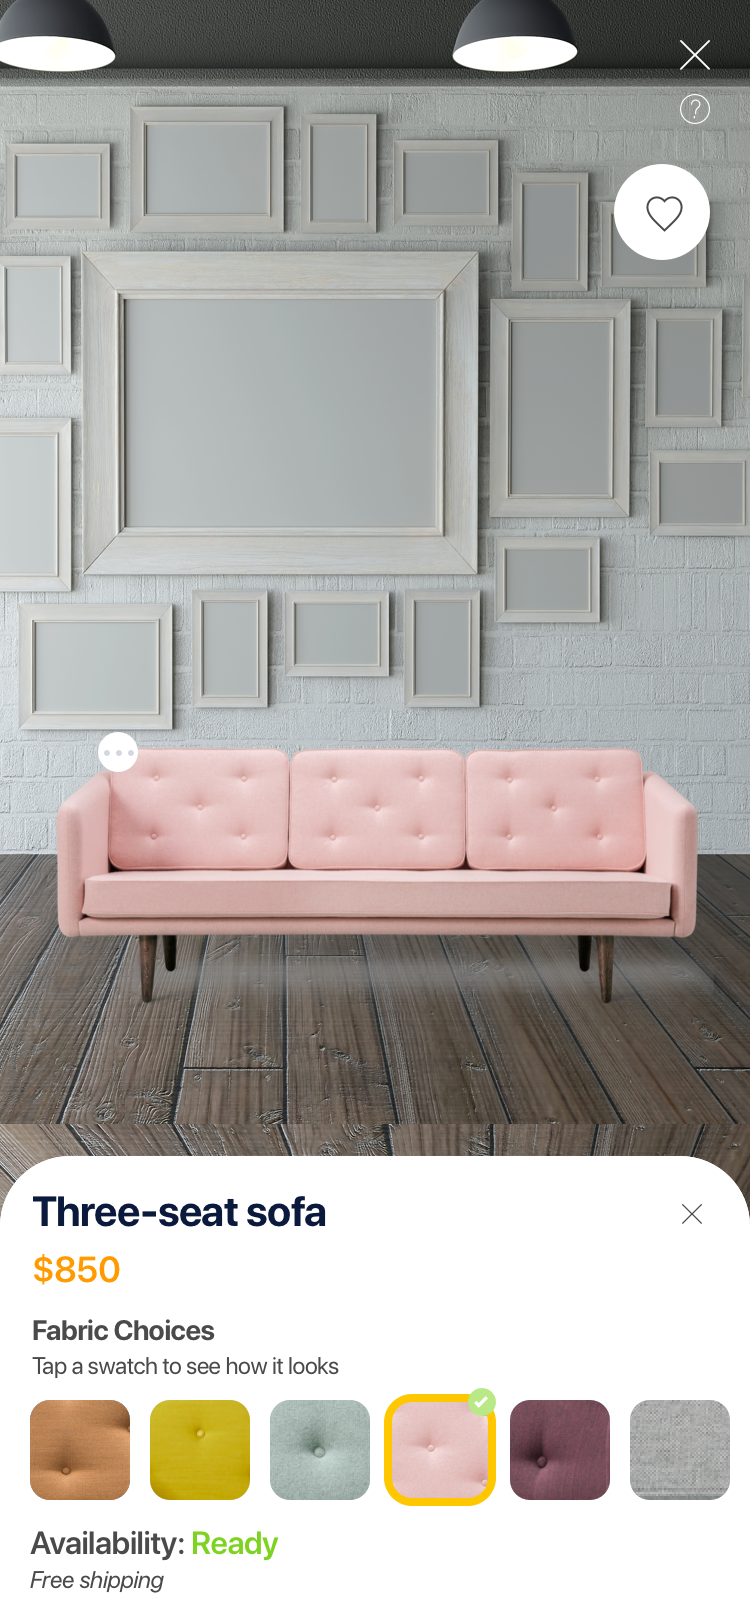 ?
Three-seat sofa
$850
Fabric Choices
Tap a swatch to see how it looks
Availability: Ready
Free shipping